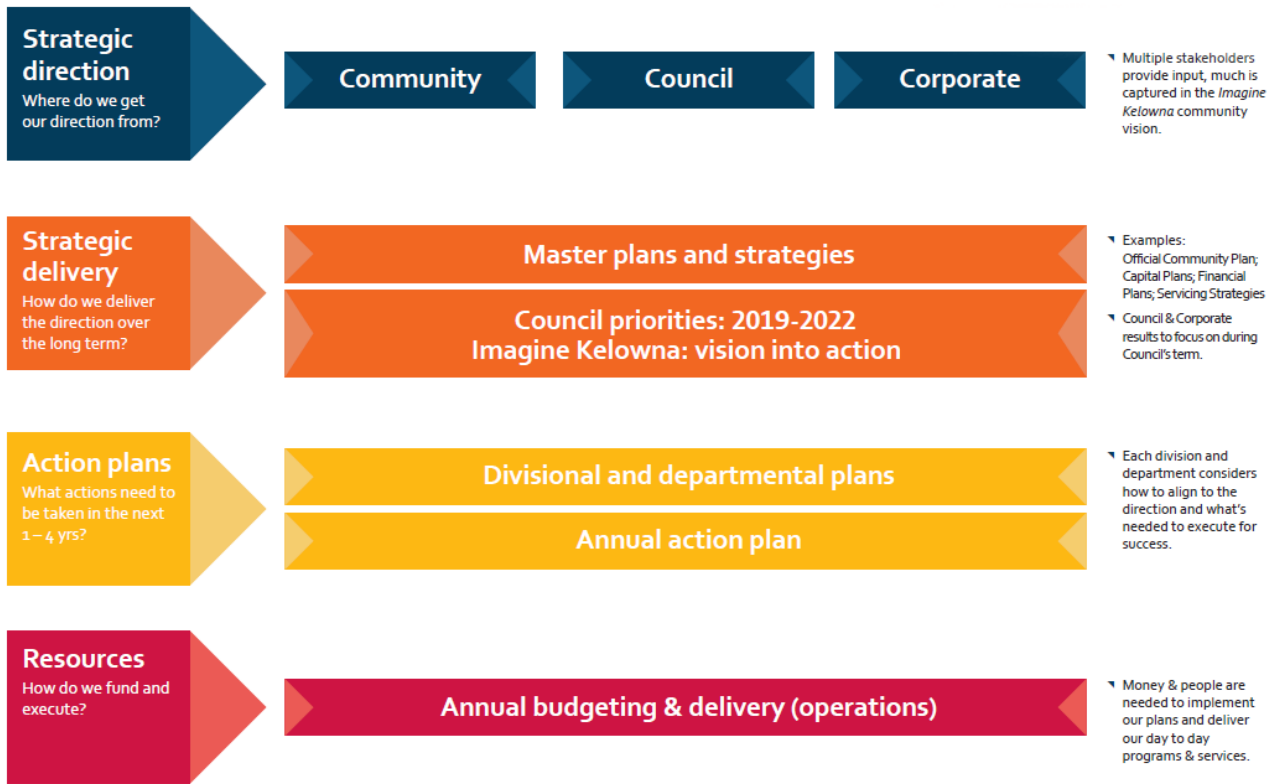 Strategic
direction
Where do we get
our direction from?
Community
Council
Corporate
Multiple stakeholders
provide input, much is
captured in the Imagine
Kelowna community
vision.
Strategic
delivery
How do we deliver
the direction over
the long term?
Master plans and strategies
Council priorities: 2019-2022
Imagine Kelowna: vision into action
Examples:
Official Community Plan;
Capital Plans; Financial
Plans; Servicing Strategies
Council & Corporate
results to focus on during
Council's term.
Action plans
What actions need to
be taken in the next
1 – 4 yrs?
Divisional and departmental plans
Annual action plan
Each division and
department considers
how to align to the
direction and what's
needed to execute for
success.
Resources
How do we fund and
execute?
Annual budgeting & delivery (operations)
Money & people are
needed to implement
our plans and deliver
our day to day
programs & services.